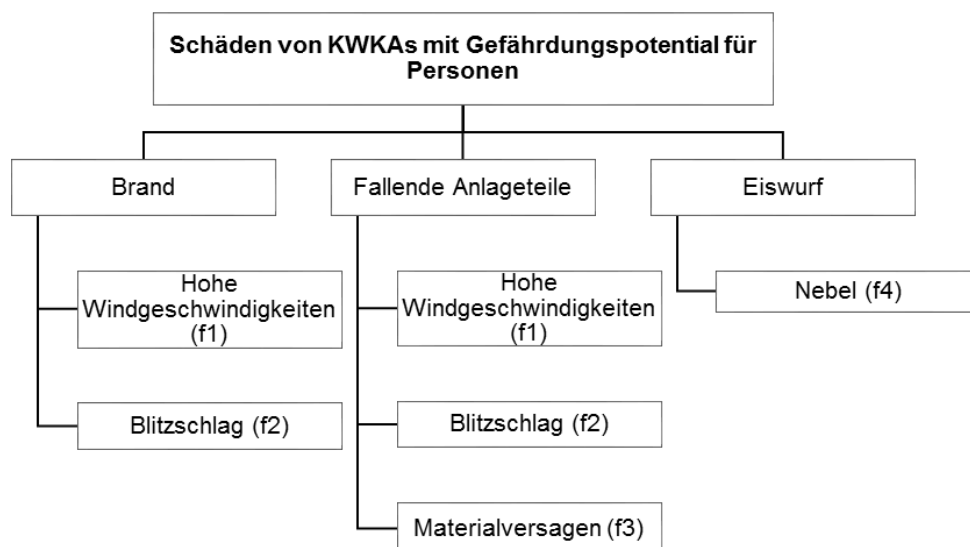 Schäden von KWKAs mit Gefährdungspotential für
Personen
Brand
Fallende Anlageteile
Eiswurf
Hohe
Windgeschwindigkeiten
(f1)
Hohe
Windgeschwindigkeiten
(f1)
Nebel (f4)
Blitzschlag (f2)
Blitzschlag (f2)
Materialversagen (f3)